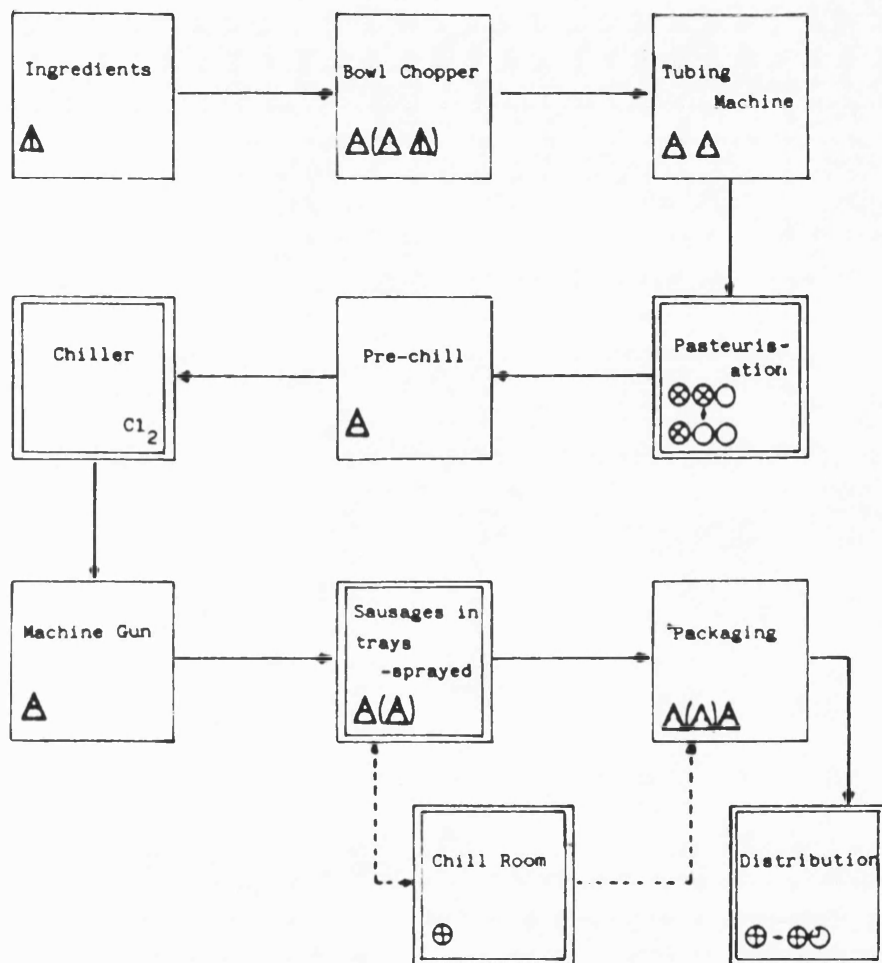 Ingredients
Bowl Chopper
Tubing
Machine
Pasteuris-
ation
Pre-chill
Chiller
Cl2
Machine Gun
Sausages in
trays
-sprayed
Packaging
Chill Room
Distribution